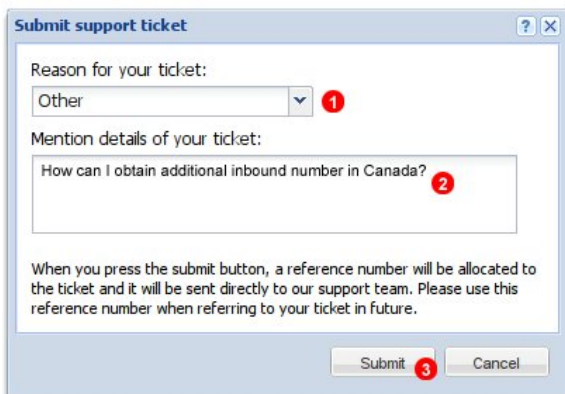 Submit support ticket ?
Reason for your ticket:
Other 1
Mention details of your ticket:
How can I obtain additional inbound number in Canada? 2
When you press the submit button, a reference number will be allocated to
the ticket and it will be sent directly to our support team. Please use this
reference number when referring to your ticket in future.
Submit 3 Cancel